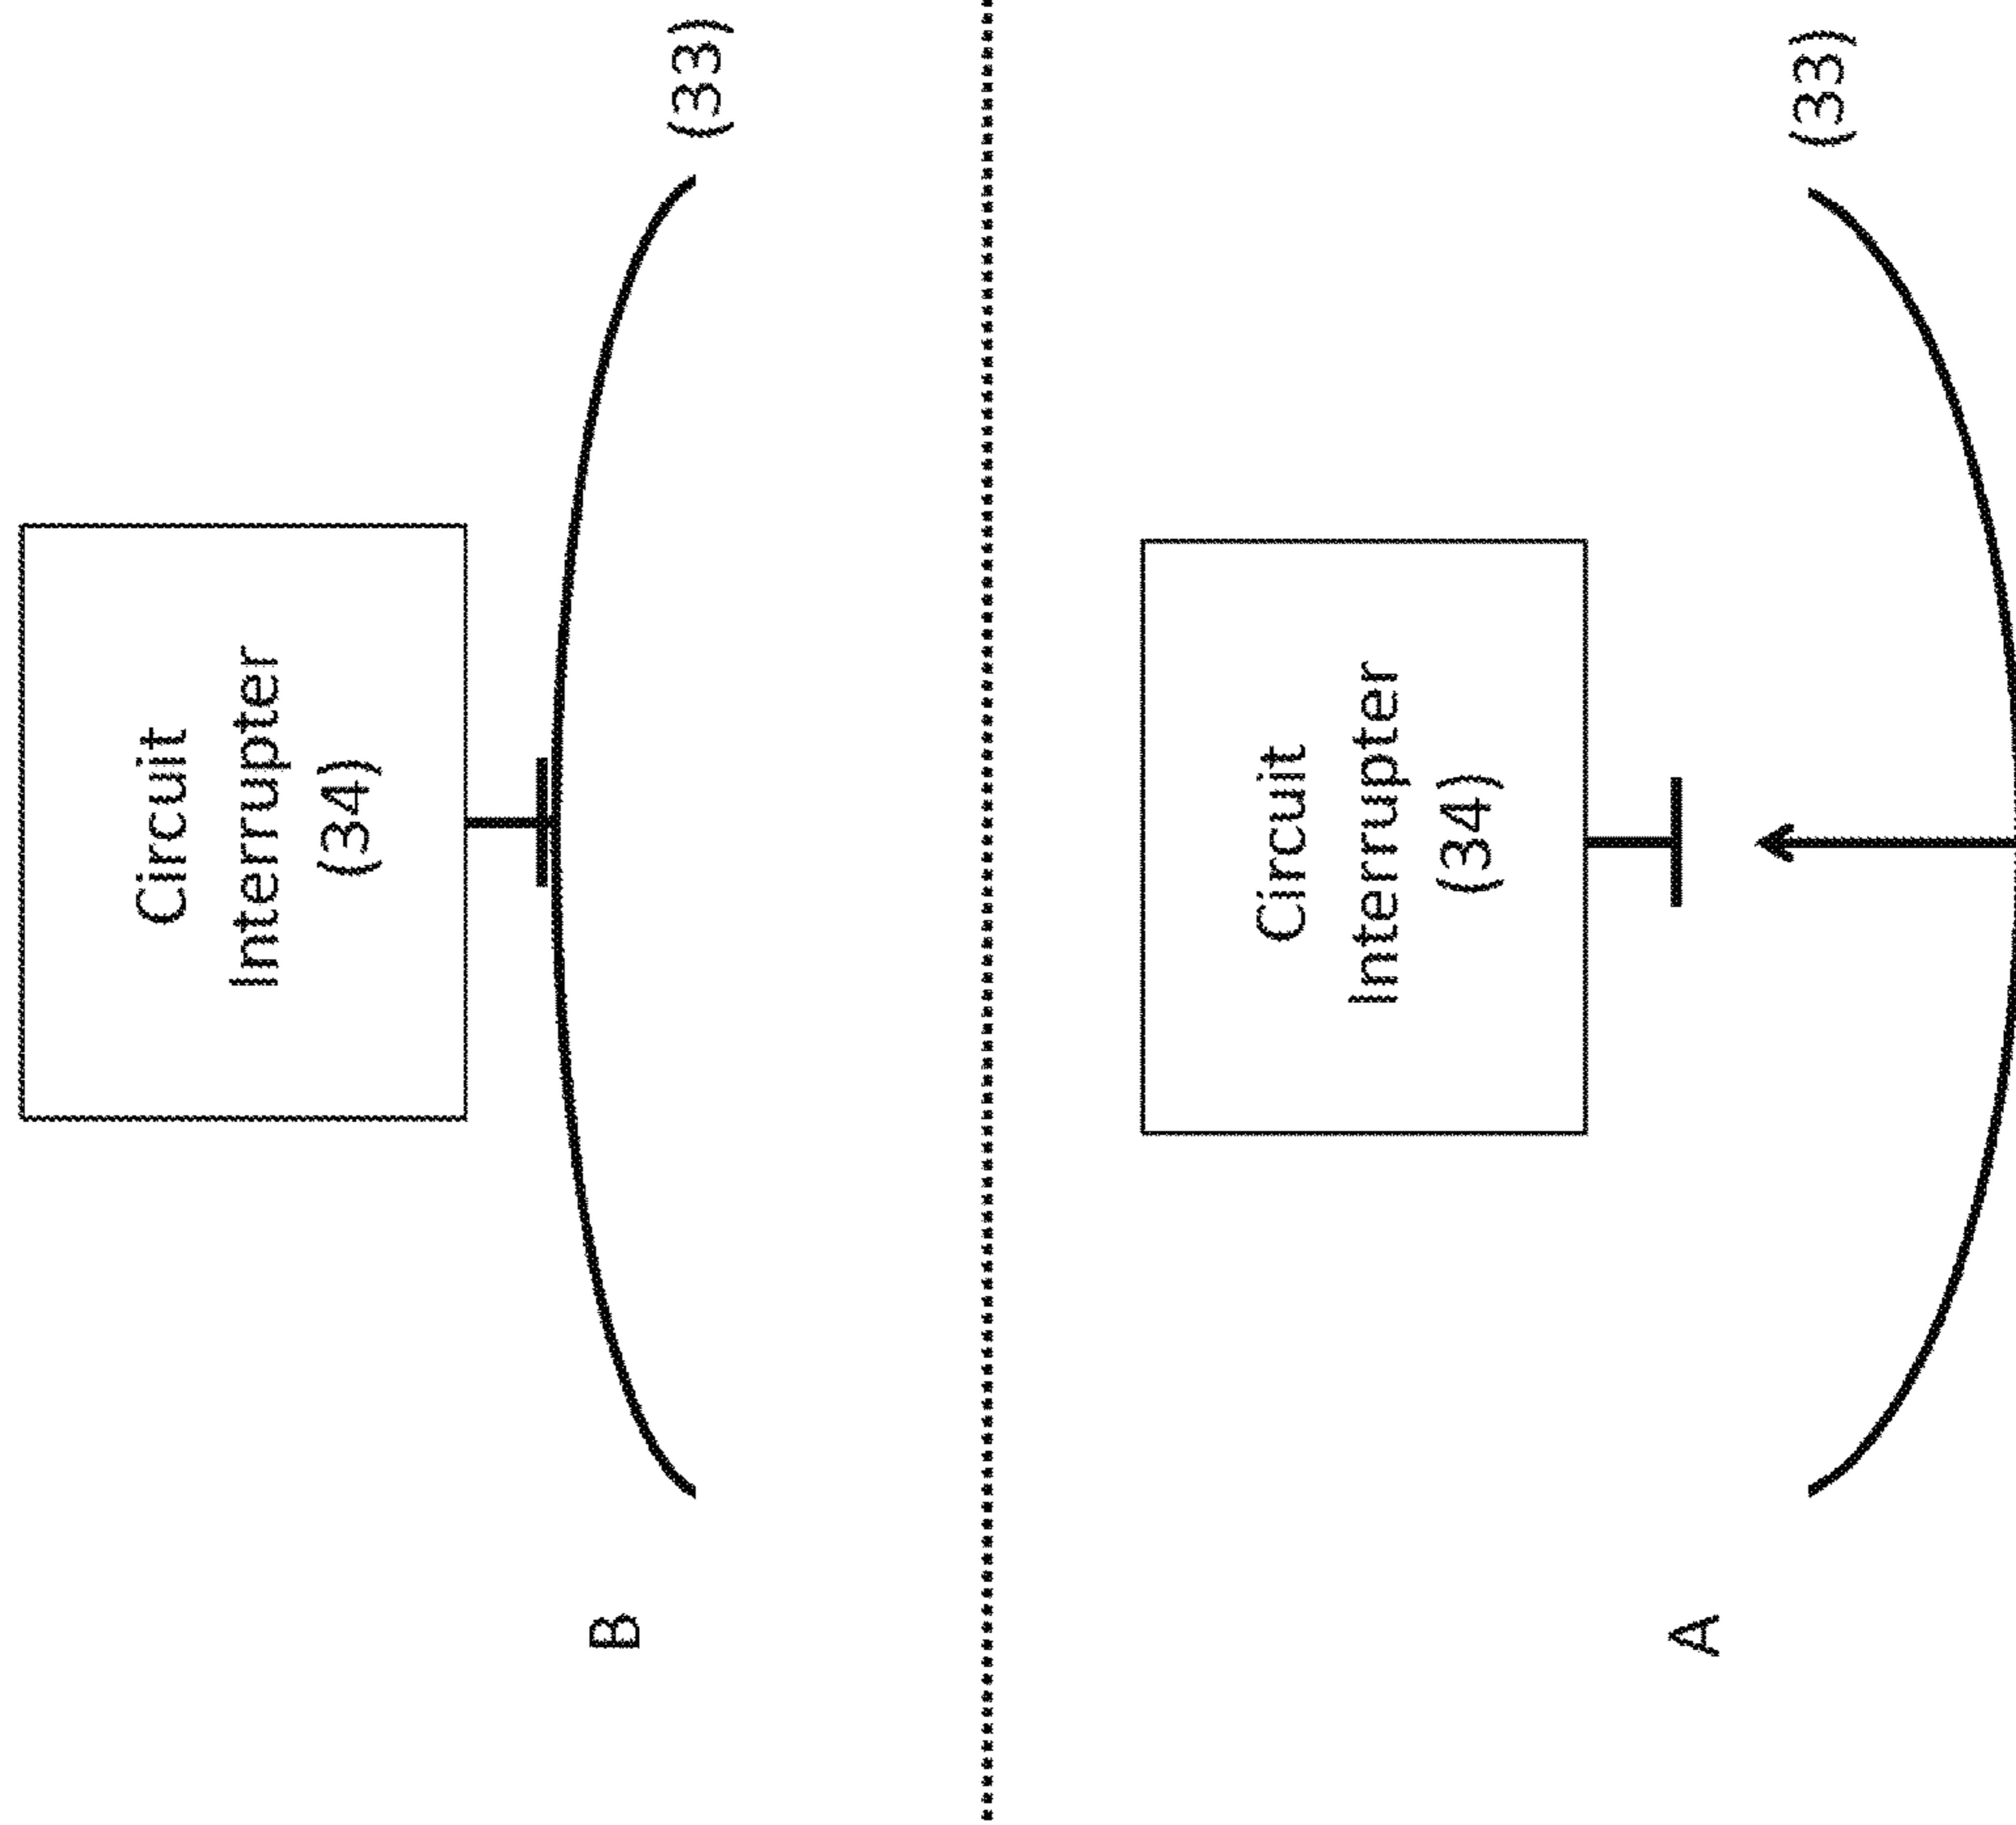 Circuit
Interrupter
(34)
(33)
B
Circuit
Interrupter
(34)
(33)
A